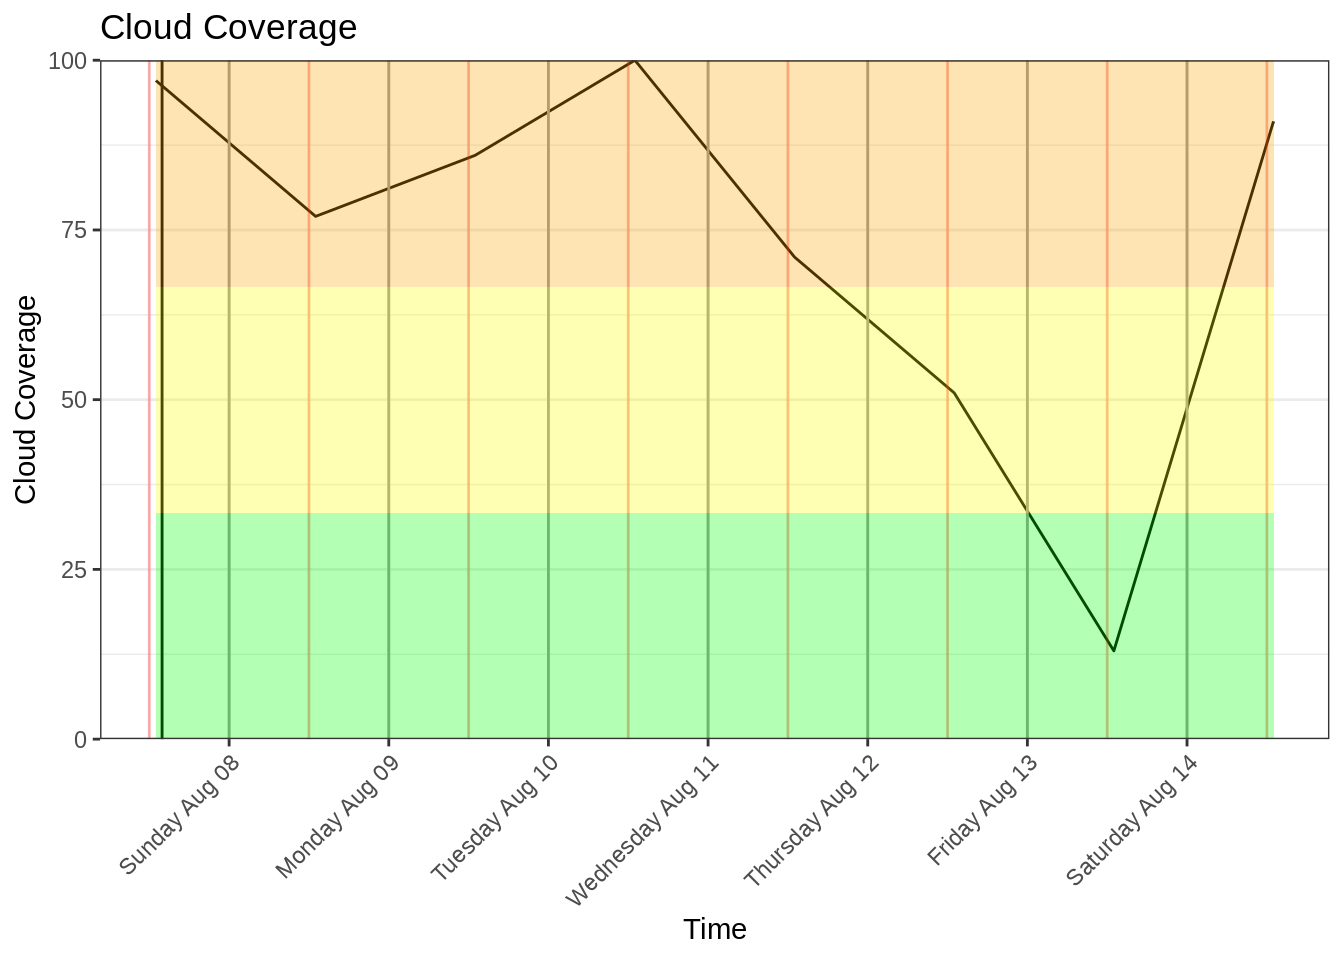 Cloud Coverage
100
75
50
25
0
Cloud Coverage
Sunday Aug 08
Monday Aug 09
Tuesday Aug 10
Wednesday Aug 11
Thursday Aug 12
Friday Aug 13
Saturday Aug 14
Time